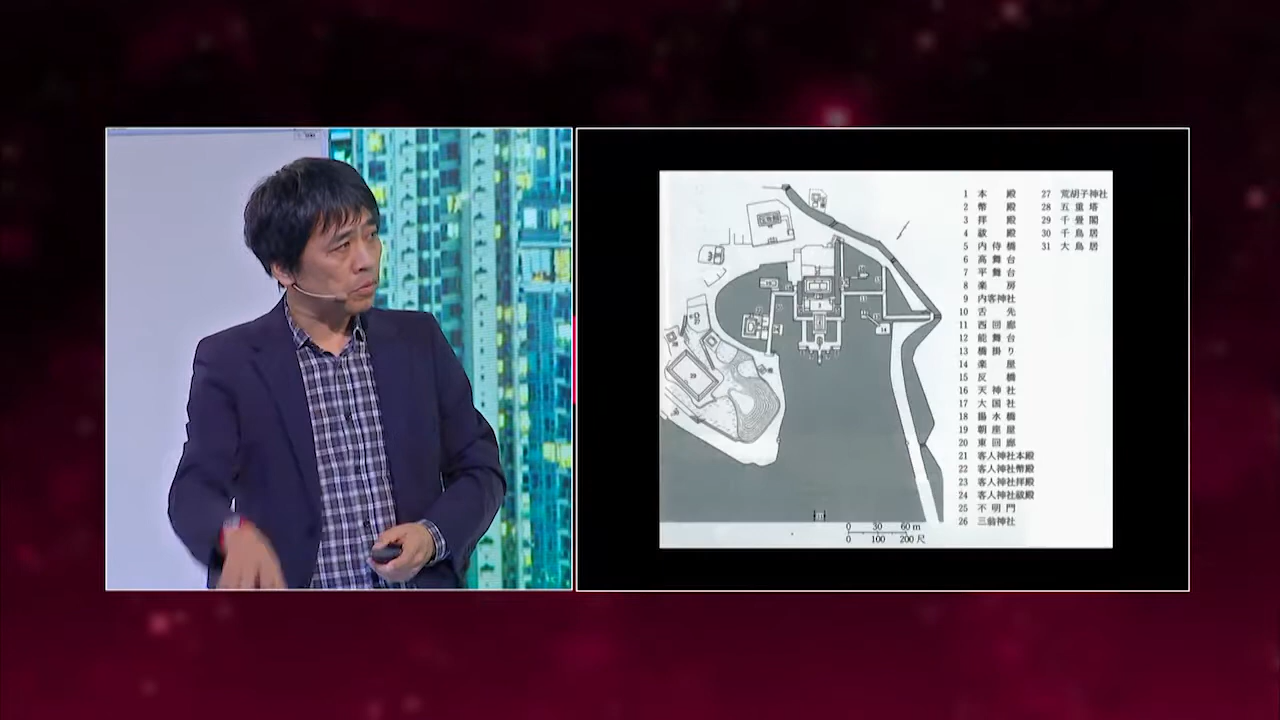 1 本殿
2 幣殿
3 拝殿
4 祓殿
5 内侍橋
6 高舞台
7 平舞台
8 楽房
9 内客神社
10 舌先
11 西回廊
12 能舞台
13 橋掛り
14 楽屋
15 反橋
16 天神社
17 大国社
18 揚水橋
19 朝座屋
20 東回廊
21 客人神社本殿
22 客人神社幣殿
23 客人神社拝殿
24 客人神社祓殿
25 不明門
26 三翁神社
27 荒胡子神社
28 五重塔
29 千畳閣
30 千鳥居
31 大鳥居
0 30 60 m
0 100 200 尺